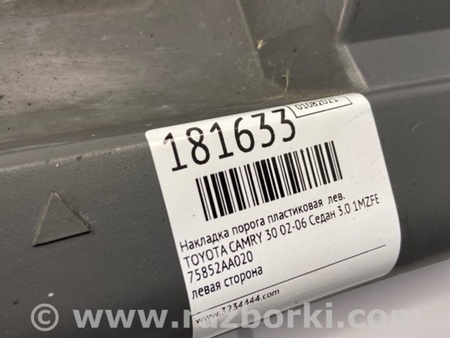 01082021
181633
Накладка порога пластиковая лев.
TOYOTA CAMRY 30 02-06 Седан 3.0 1MZFE
75852AA020
левая сторона
www.1234444.com
© www.razborki.com